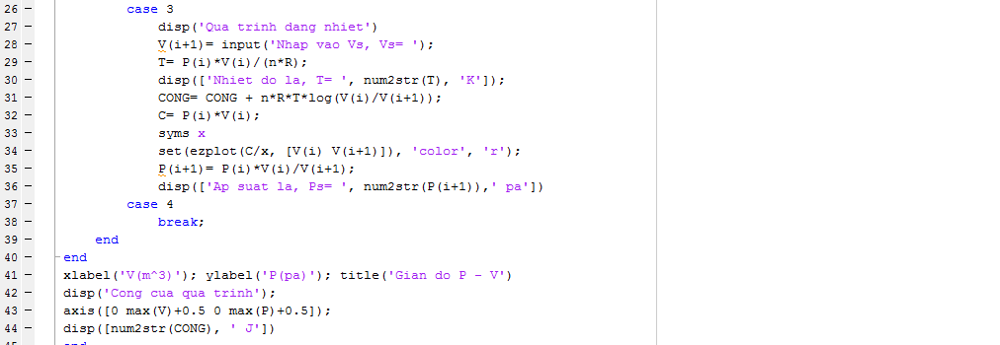 26 - case 3
27 - disp('Qua trinh dang nhiet')
28 - V(i+1)= input('Nhap vao Vs, Vs= ');
29 - T= P(i)*V(i)/(n*R);
30 - disp(['Nhiet do la, T= ', num2str(T), 'K']);
31 - CONG= CONG + n*R*T*log(V(i)/V(i+1));
32 - C= P(i)*V(i);
33 - syms x
34 - set(ezplot(C/x, [V(i) V(i+1)]), 'color', 'r');
35 - P(i+1)= P(i)*V(i)/V(i+1);
36 - disp(['Ap suat la, Ps= ', num2str(P(i+1)),' pa'])
37 - case 4
38 - break;
39 - end
40 - end
41 - xlabel('V(m^3)'); ylabel('P(pa)'); title('Gian do P - V')
42 - disp('Cong cua qua trinh');
43 - axis([0 max(V)+0.5 0 max(P)+0.5]);
44 - disp([num2str(CONG), ' J'])